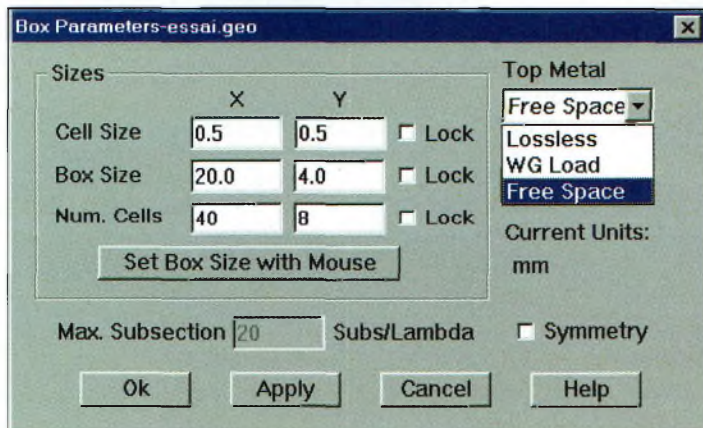 Box Parameters-essai.geo
Sizes
X Y
Cell Size 0.5 0.5 Lock
Box Size 20.0 4.0 Lock
Num. Cells 40 8 Lock
Set Box Size with Mouse
Top Metal
Free Space
Lossless
WG Load
Free Space
Current Units:
mm
Max. Subsection 20 Subs/Lambda Symmetry
Ok Apply Cancel Help